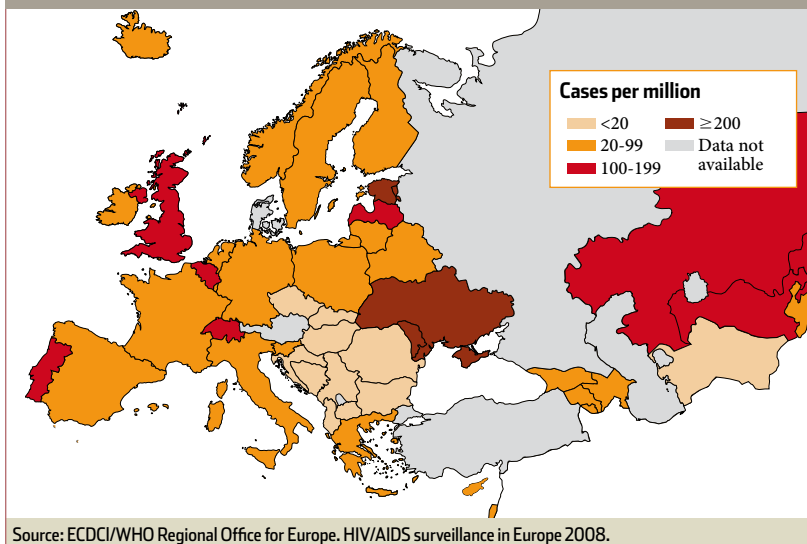 Cases per million
<20
20-99
100-199
≥200
Data not
available
Source: ECDCI/WHO Regional Office for Europe. HIV/AIDS surveillance in Europe 2008.